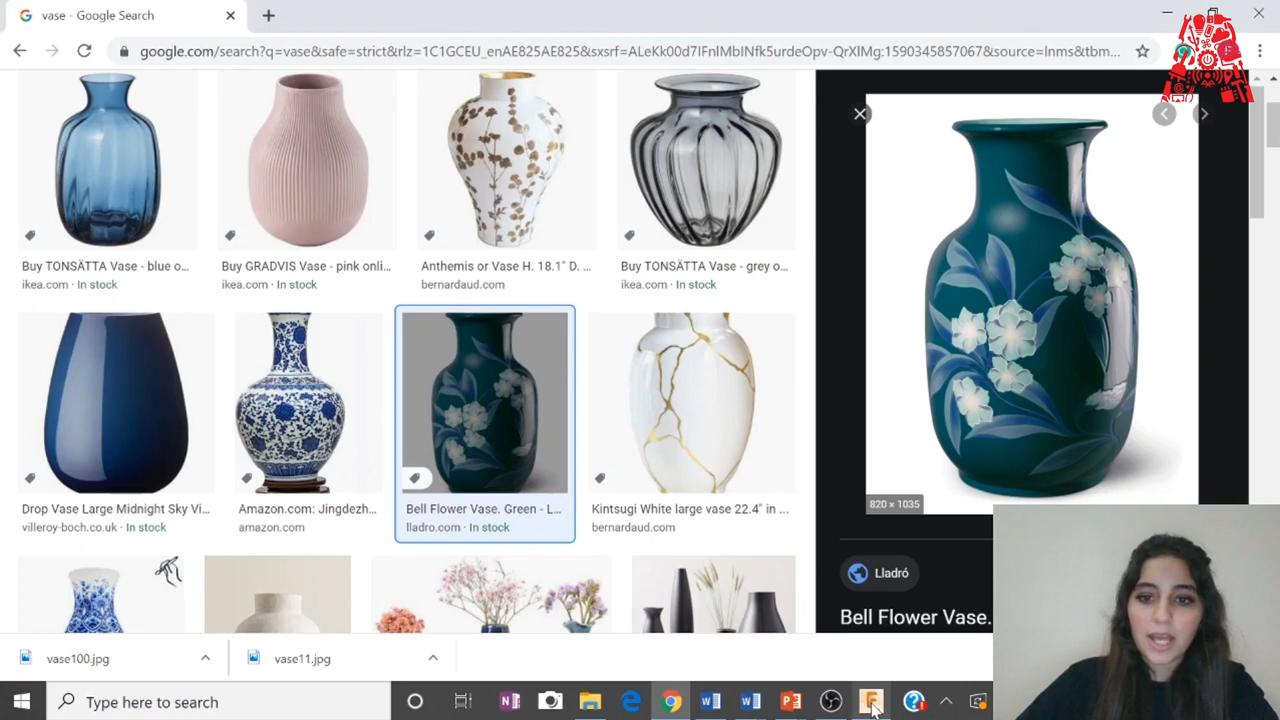 vase - Google Search
google.com/search?q=vase&safe=strict&rlz=1C1GCEU_enAE825AE825&sxsrf=ALeKk00d7lFnIMbINfk5urdeOpv-QrXlMg:1590345857067&source=lnms&tbm...
Buy TONSÄTTA Vase - blue o...
ikea.com · In stock
Buy GRADVIS Vase - pink onli...
ikea.com · In stock
Anthemis or Vase H. 18.1" D. ...
bernardaud.com
Buy TONSÄTTA Vase - grey o...
ikea.com · In stock
Drop Vase Large Midnight Sky Vi...
villeroy-boch.co.uk · In stock
Amazon.com: Jingdezh...
amazon.com
Bell Flower Vase. Green - L...
lladro.com · In stock
Kintsugi White large vase 22.4" in ...
bernardaud.com
820 × 1035
Lladró
Bell Flower Vase.
vase100.jpg
vase11.jpg
Type here to search